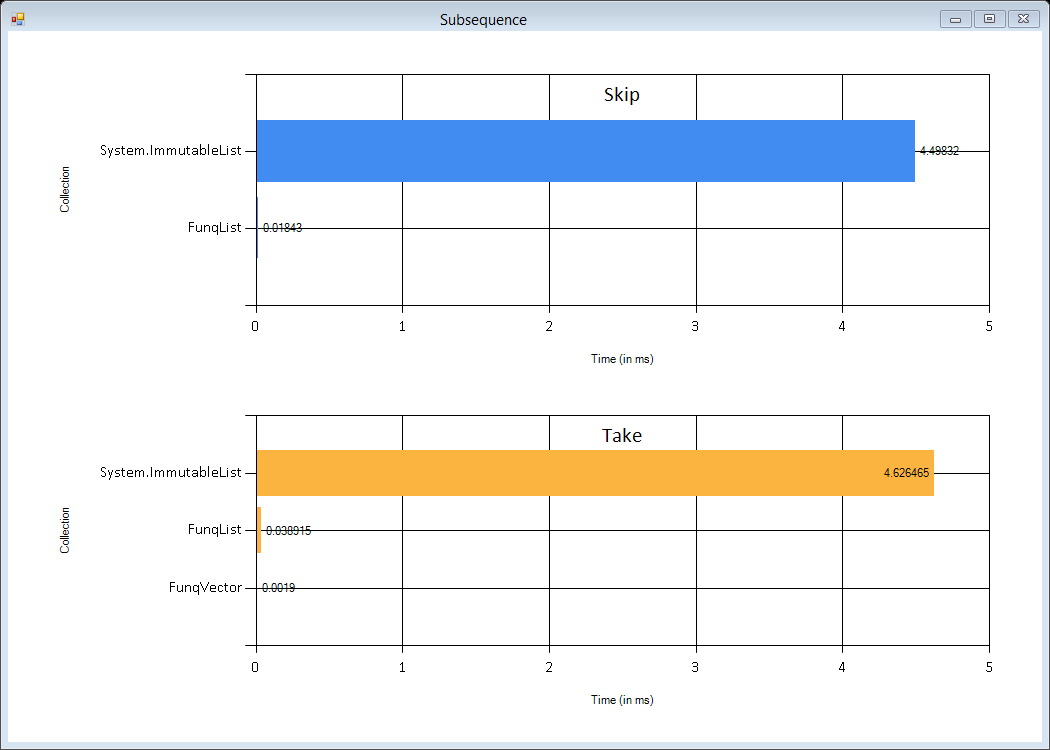 Subsequence
Skip
System.ImmutableList
4.49832
Collection
FunqList
0.01843
0 1 2 3 4 5
Time (in ms)
Take
System.ImmutableList
4.626465
Collection
FunqList
0.038915
FunqVector
0.0019
0 1 2 3 4 5
Time (in ms)